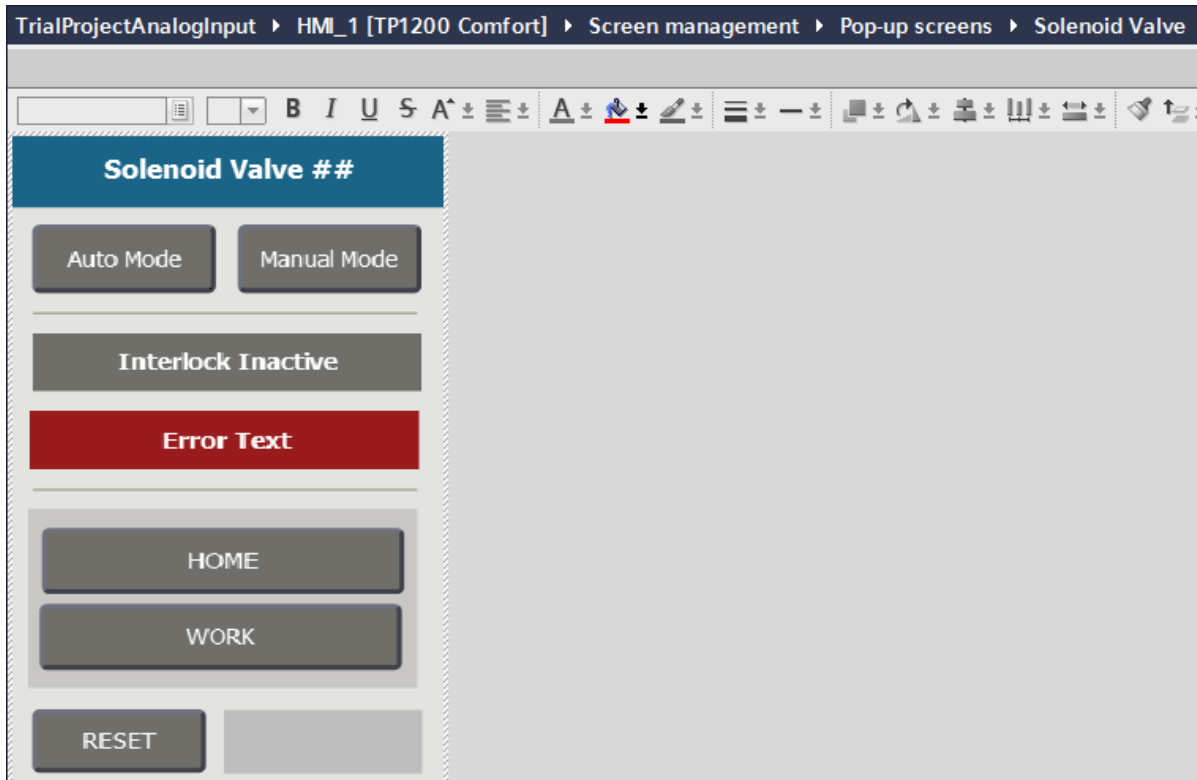 TrialProjectAnalogInput ▸ HMI_1 [TP1200 Comfort] ▸ Screen management ▸ Pop-up screens ▸ Solenoid Valve
B I U S A A
Solenoid Valve ##
Auto Mode Manual Mode
Interlock Inactive
Error Text
HOME
WORK
RESET